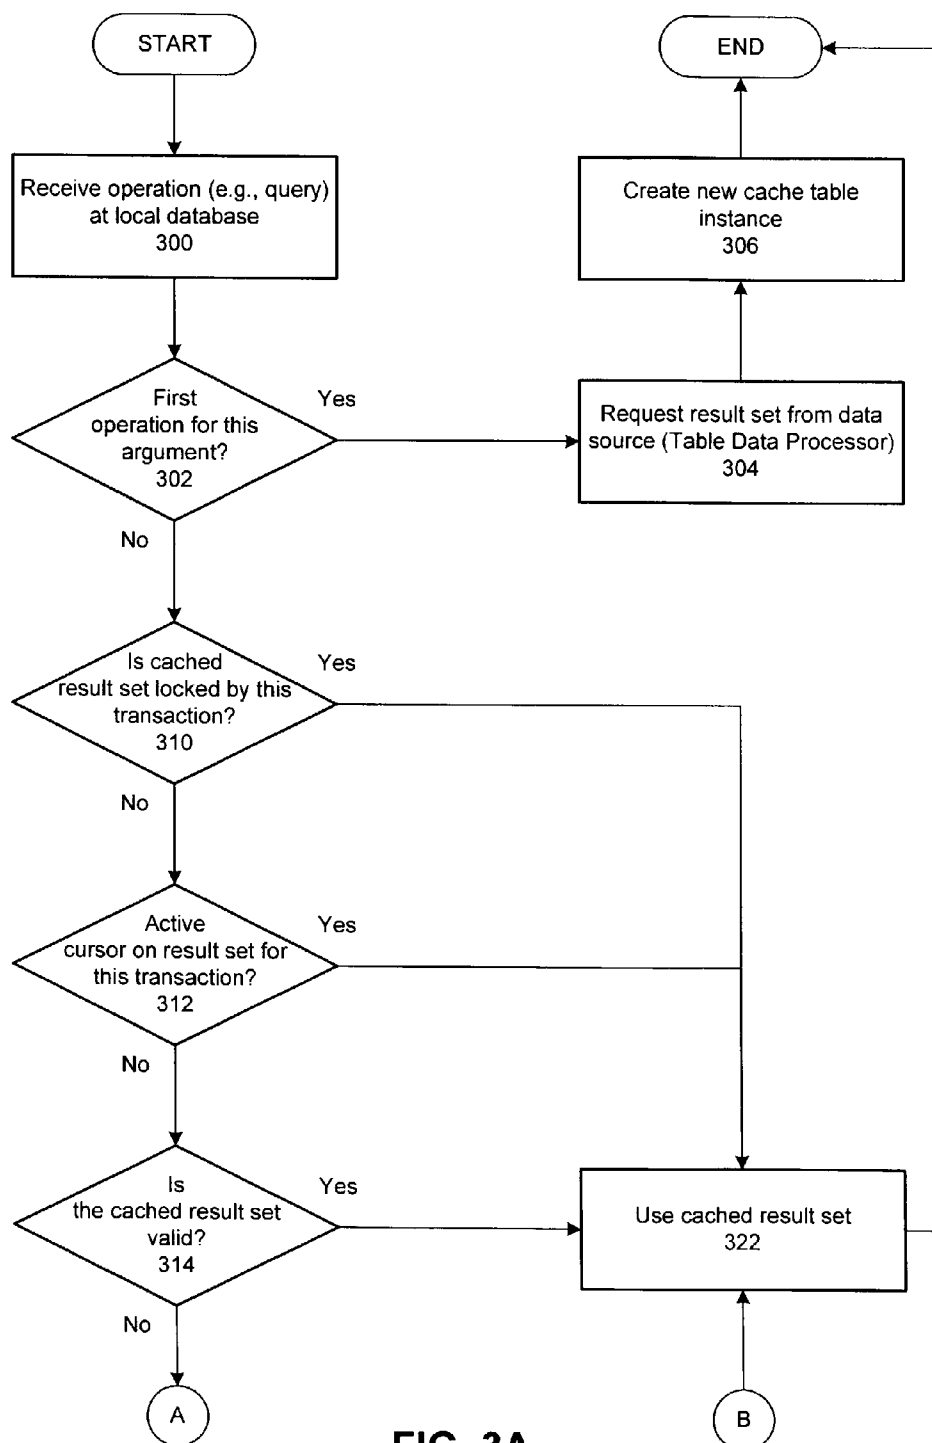 START
END
Receive operation (e.g., query)
at local database
300
Create new cache table
instance
306
First
operation for this
argument?
302
Yes
No
Request result set from data
source (Table Data Processor)
304
Is cached
result set locked by this
transaction?
310
Yes
No
Active
cursor on result set for
this transaction?
312
Yes
No
Is
the cached result set
valid?
314
Yes
No
Use cached result set
322
A
B
FIG. 3A